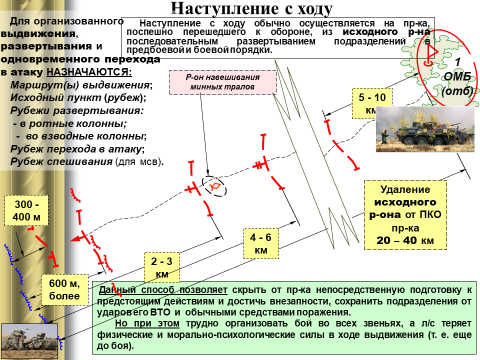 Наступление с ходу
Для организованного
выдвижения,
развертывания и
одновременного перехода
в атаку НАЗНАЧАЮТСЯ:
Маршрут(ы) выдвижения;
Исходный пункт (рубеж);
Рубежи развертывания:
- в ротные колонны;
- во взводные колонны;
Рубеж перехода в атаку;
Рубеж спешивания (для мсв).
Наступление с ходу обычно осуществляется на пр-ка,
поспешно перешедшего к обороне, из исходного р-на
последовательным развертыванием подразделений в
предбоевой и боевой порядки.
Р-он навешивания
минных тралов
1
ОМБ
(отб)
5 - 10
км
Удаление
исходного
р-она от ПКО
пр-ка
20 – 40 км
4 - 6
км
2 - 3
км
300 -
400 м
600 м,
более
Данный способ позволяет скрыть от пр-ка непосредственную подготовку к
предстоящим действиям и достичь внезапности, сохранить подразделения от
ударов его ВТО и обычными средствами поражения.
Но при этом трудно организовать бой во всех звеньях, а л/с теряет
физические и морально-психологические силы в ходе выдвижения (т. е. еще
до боя).